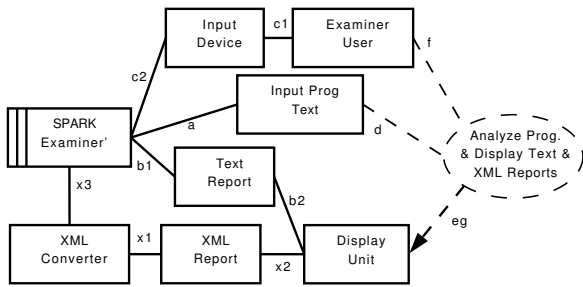 Input
Device
c1
Examiner
User
f
c2
Input Prog
Text
a
d
SPARK
Examiner'
b1
Text
Report
Analyze Prog.
& Display Text &
XML Reports
x3
b2
eg
XML
Converter
x1
XML
Report
x2
Display
Unit